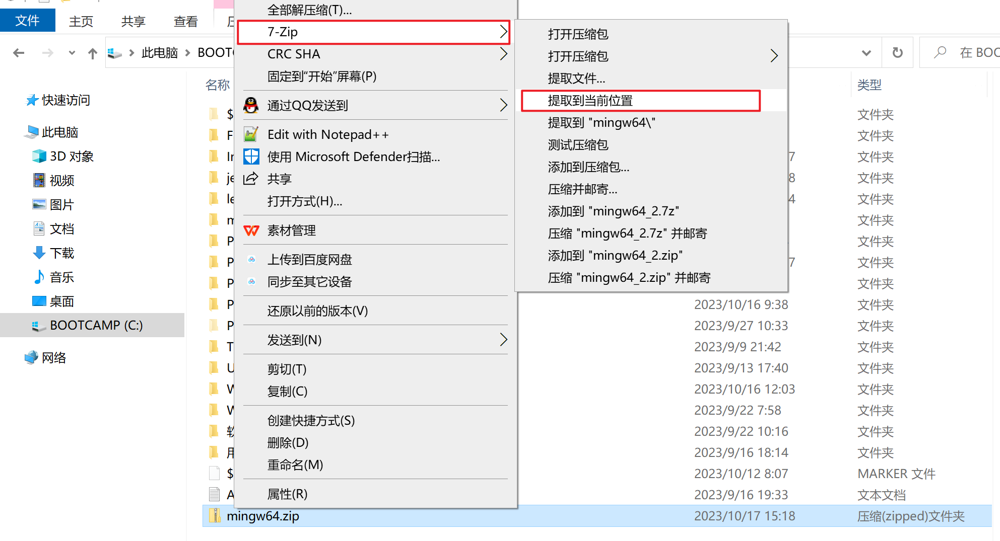 文件 主页 共享 查看
此电脑 BOOT
在 BOO
快速访问
此电脑
3D 对象
视频
图片
文档
下载
音乐
桌面
BOOTCAMP (C:)
网络
名称
类型
全部解压缩(T)...
7-Zip
CRC SHA
固定到“开始”屏幕(P)
通过QQ发送到
Edit with Notepad++
使用 Microsoft Defender扫描...
共享
打开方式(H)...
素材管理
上传到百度网盘
同步至其它设备
还原以前的版本(V)
发送到(N)
剪切(T)
复制(C)
创建快捷方式(S)
删除(D)
重命名(M)
属性(R)
打开压缩包
打开压缩包
提取文件...
提取到当前位置
提取到 "mingw64\"
测试压缩包
添加到压缩包...
压缩并邮寄...
添加到 "mingw64_2.7z"
压缩 "mingw64_2.7z" 并邮寄
添加到 "mingw64_2.zip"
压缩 "mingw64_2.zip" 并邮寄
$ 文件夹
F 文件夹
In 7 文件夹
je 8 文件夹
le 4 文件夹
m 文件夹
P 文件夹
P 7 文件夹
P 文件夹
P 2023/10/16 9:38 文件夹
P 2023/9/27 10:33 文件夹
T 2023/9/9 21:42 文件夹
U 2023/9/13 17:40 文件夹
W 2023/10/16 12:03 文件夹
W 2023/9/22 7:58 文件夹
软 2023/9/22 10:16 文件夹
用 2023/9/16 18:14 文件夹
$ 2023/10/12 8:07 MARKER 文件
A 2023/9/16 19:33 文本文档
mingw64.zip 2023/10/17 15:18 压缩(zipped)文件夹